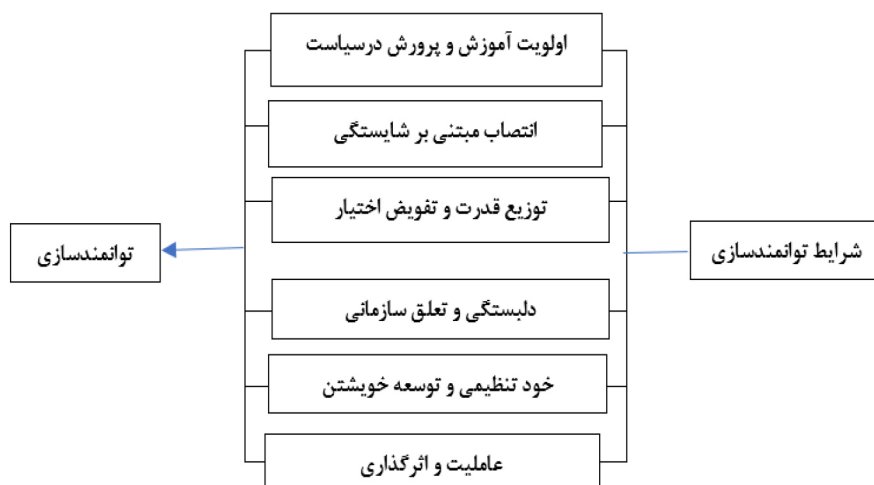 اولویت آموزش و پرورش درسیاست
انتصاب مبتنی بر شایستگی
توزیع قدرت و تفویض اختیار
شرایط توانمندسازی
توانمندسازی
دلبستگی و تعلق سازمانی
خود تنظیمی و توسعه خویشتن
عاملیت و اثرگذاری